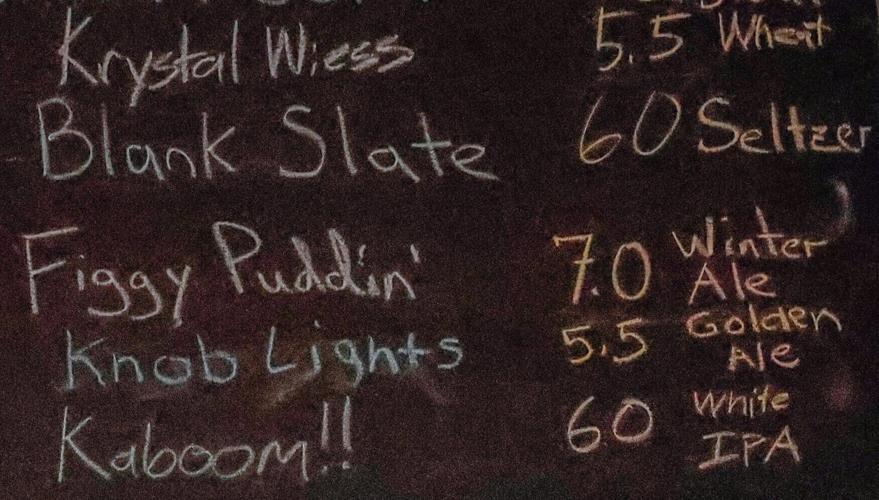 Krystal Wiess 5.5 Wheat
Blank Slate 60 Seltzer
Figgy Puddin' 7.0 Winter Ale
Knob Lights 5.5 Golden Ale
Kaboom!! 60 White IPA